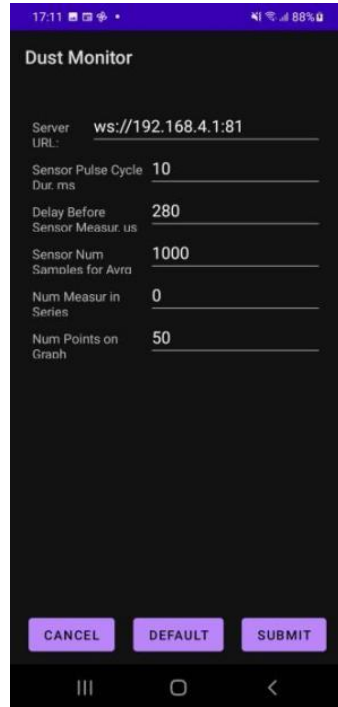 17:11 88%
Dust Monitor
Server ws://192.168.4.1:81
URL:
Sensor Pulse Cycle 10
Dur. ms
Delay Before 280
Sensor Measur. us
Sensor Num 1000
Samples for Avrg
Num Measur in 0
Series
Num Points on 50
Graph
CANCEL DEFAULT SUBMIT